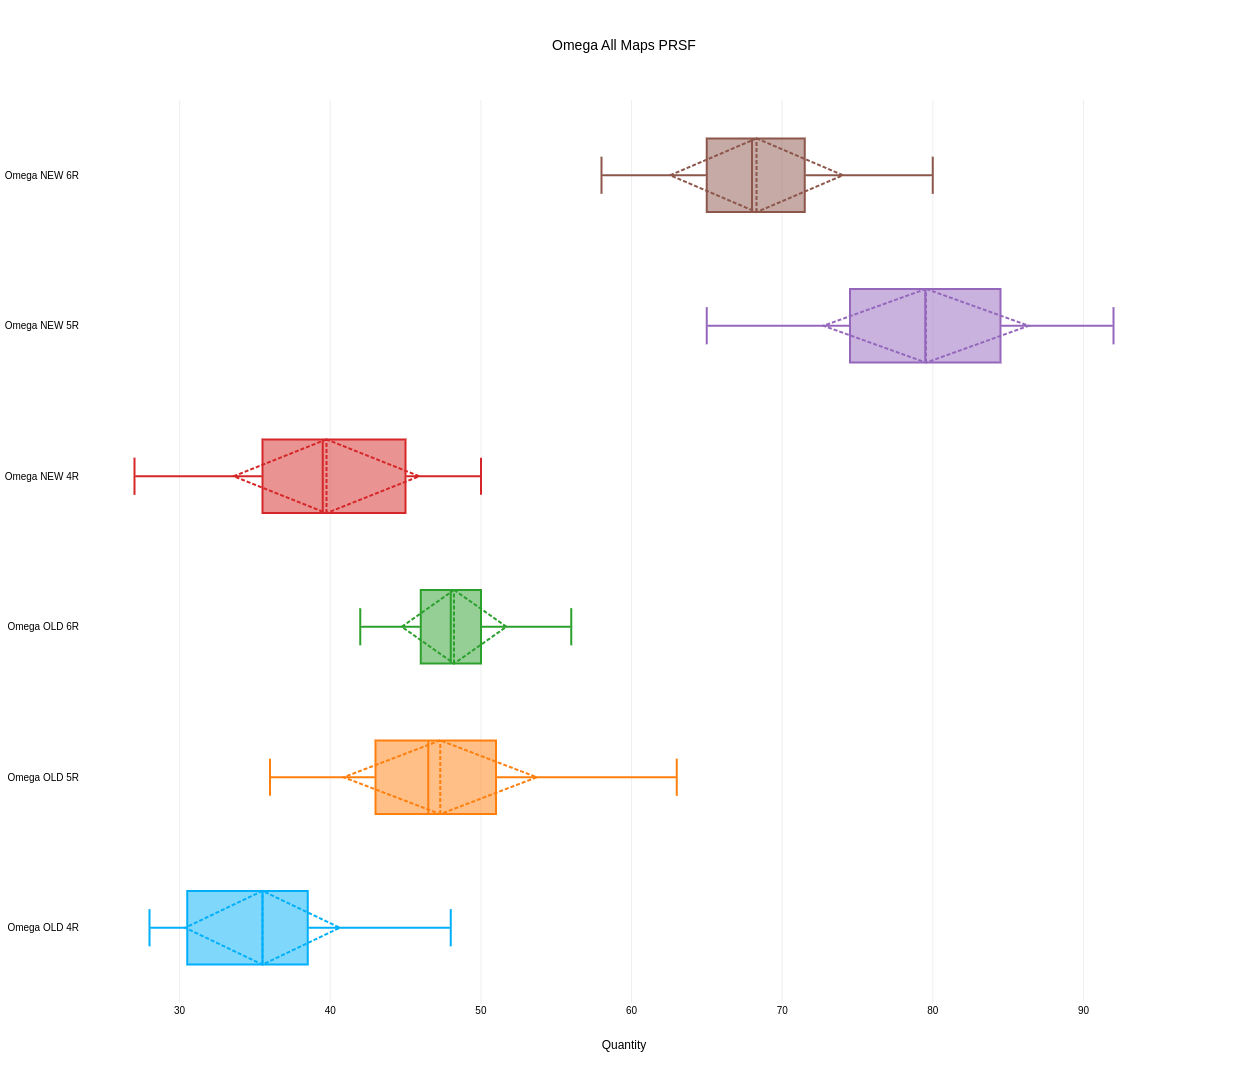 Omega All Maps PRSF
Omega NEW 6R
Omega NEW 5R
Omega NEW 4R
Omega OLD 6R
Omega OLD 5R
Omega OLD 4R
30 40 50 60 70 80 90
Quantity